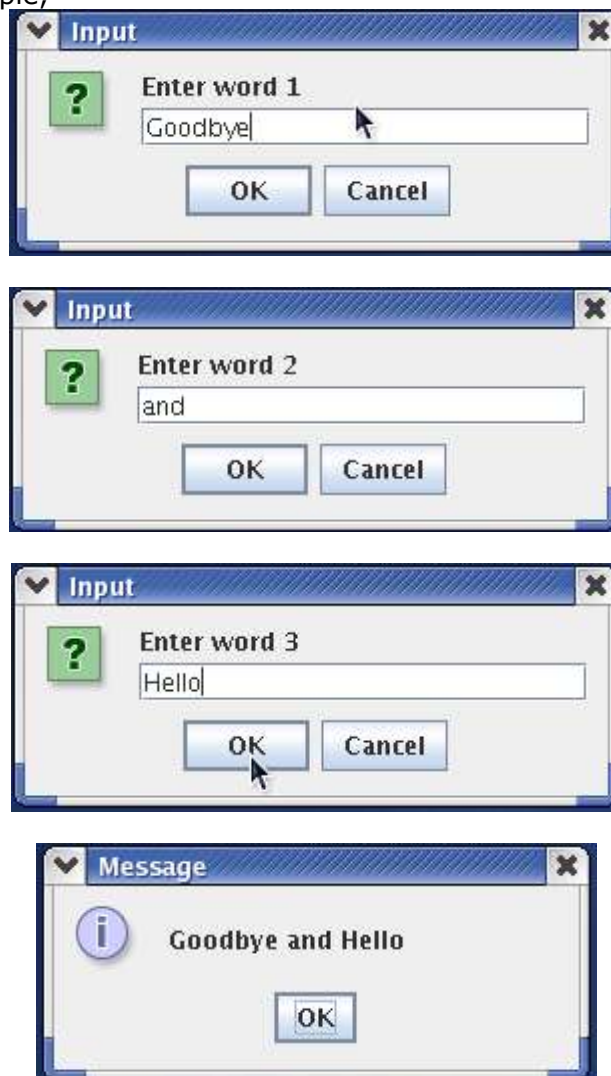 ple,
Input
Enter word 1
Goodbye
OK Cancel
Input
Enter word 2
and
OK Cancel
Input
Enter word 3
Hello
OK Cancel
Message
i
Goodbye and Hello
OK